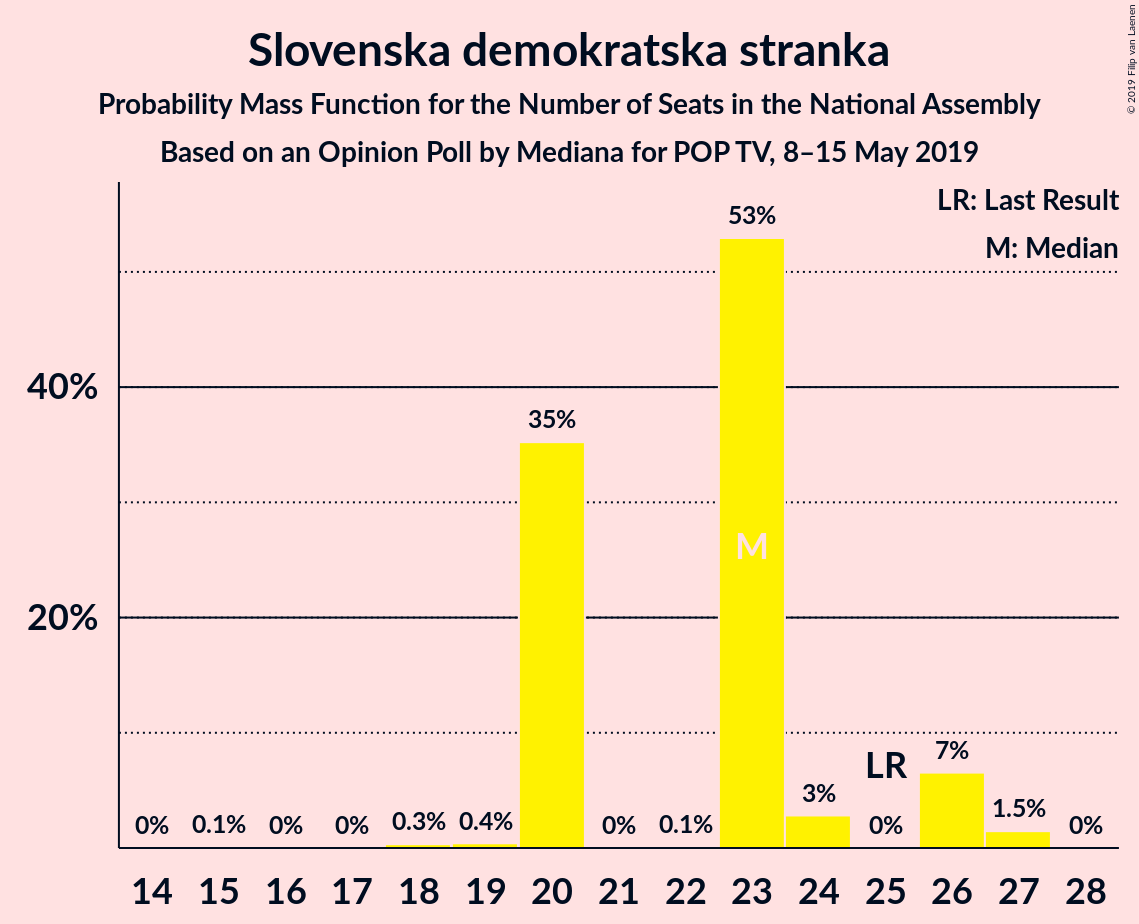 Slovenska demokratska stranka
Probability Mass Function for the Number of Seats in the National Assembly
Based on an Opinion Poll by Mediana for POP TV, 8–15 May 2019
© 2019 Filip van Laenen
LR: Last Result
M: Median
53%
40%
35%
M
20%
LR
7%
3%
1.5%
0%
0.1%
0%
0%
0.3%
0.4%
0%
0.1%
0%
0%
14 15 16 17 18 19 20 21 22 23 24 25 26 27 28